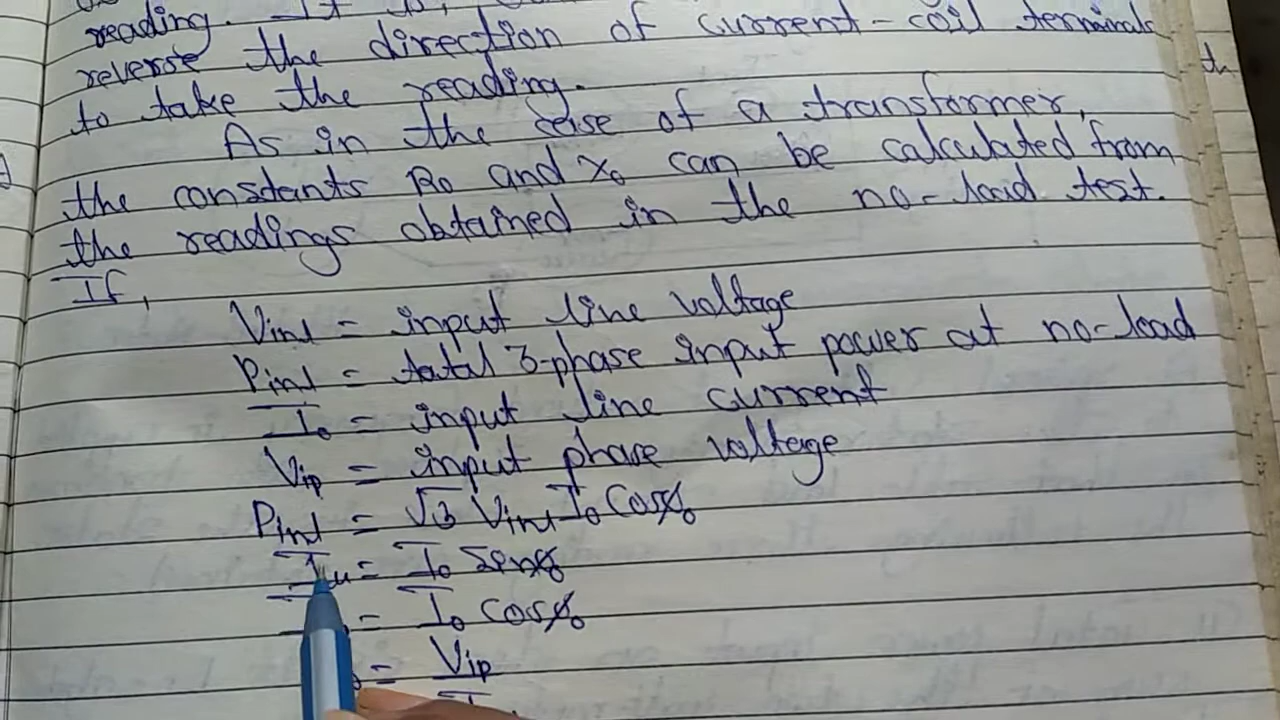 reading. It is,
reverse the direction of current-coil terminals
to take the reading.
As in the case of a transformer,
the constants R₀ and X₀ can be calculated from
the readings obtained in the no-load test.
If,
Vinl = input line voltage
Pinl = total 3-phase input power at no-load
I₀ = input line current
Vip = input phase voltage
Pinl = √3 Vinl I₀ Cosφ₀
Iμ = I₀ Sinφ₀
= I₀ cosφ₀
= Vip
th